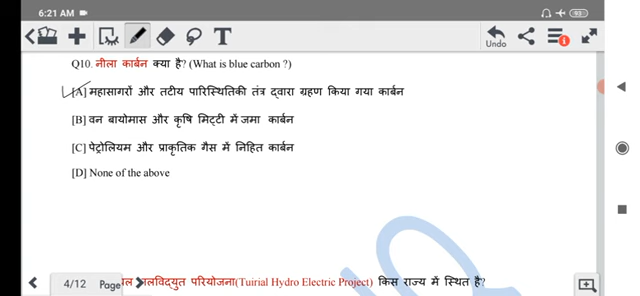 6:21 AM
93
Undo
Q10. नीला कार्बन क्या है? (What is blue carbon ?)
[A] महासागरों और तटीय पारिस्थितिकी तंत्र द्वारा ग्रहण किया गया कार्बन
[B] वन बायोमास और कृषि मिट्टी में जमा कार्बन
[C] पेट्रोलियम और प्राकृतिक गैस में निहित कार्बन
[D] None of the above
4/12 Page
परियोजना(Tuirial Hydro Electric Project) किस राज्य में स्थित है?